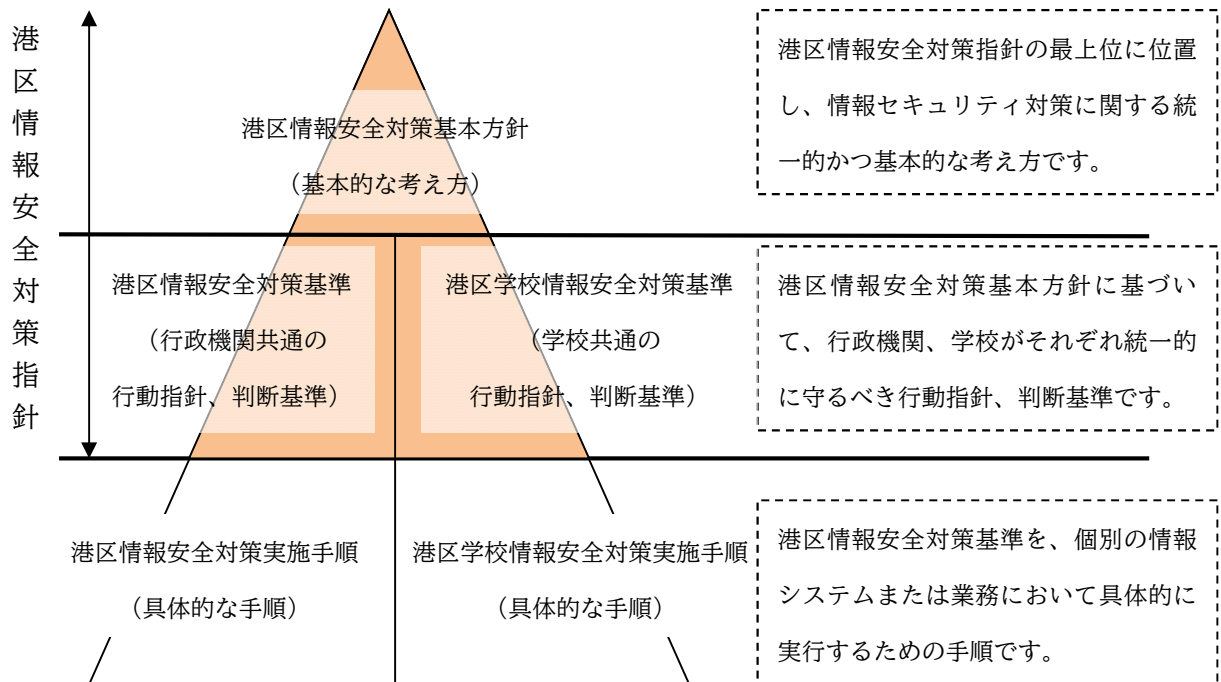 港区情報安全対策指針
港区情報安全対策基本方針
（基本的な考え方）
港区情報安全対策指針の最上位に位置
し、情報セキュリティ対策に関する統
一的かつ基本的な考え方です。
港区情報安全対策基準
（行政機関共通の
行動指針、判断基準）
港区学校情報安全対策基準
（学校共通の
行動指針、判断基準）
港区情報安全対策基本方針に基づい
て、行政機関、学校がそれぞれ統一的
に守るべき行動指針、判断基準です。
港区情報安全対策実施手順
（具体的な手順）
港区学校情報安全対策実施手順
（具体的な手順）
港区情報安全対策基準を、個別の情報
システムまたは業務において具体的に
実行するための手順です。